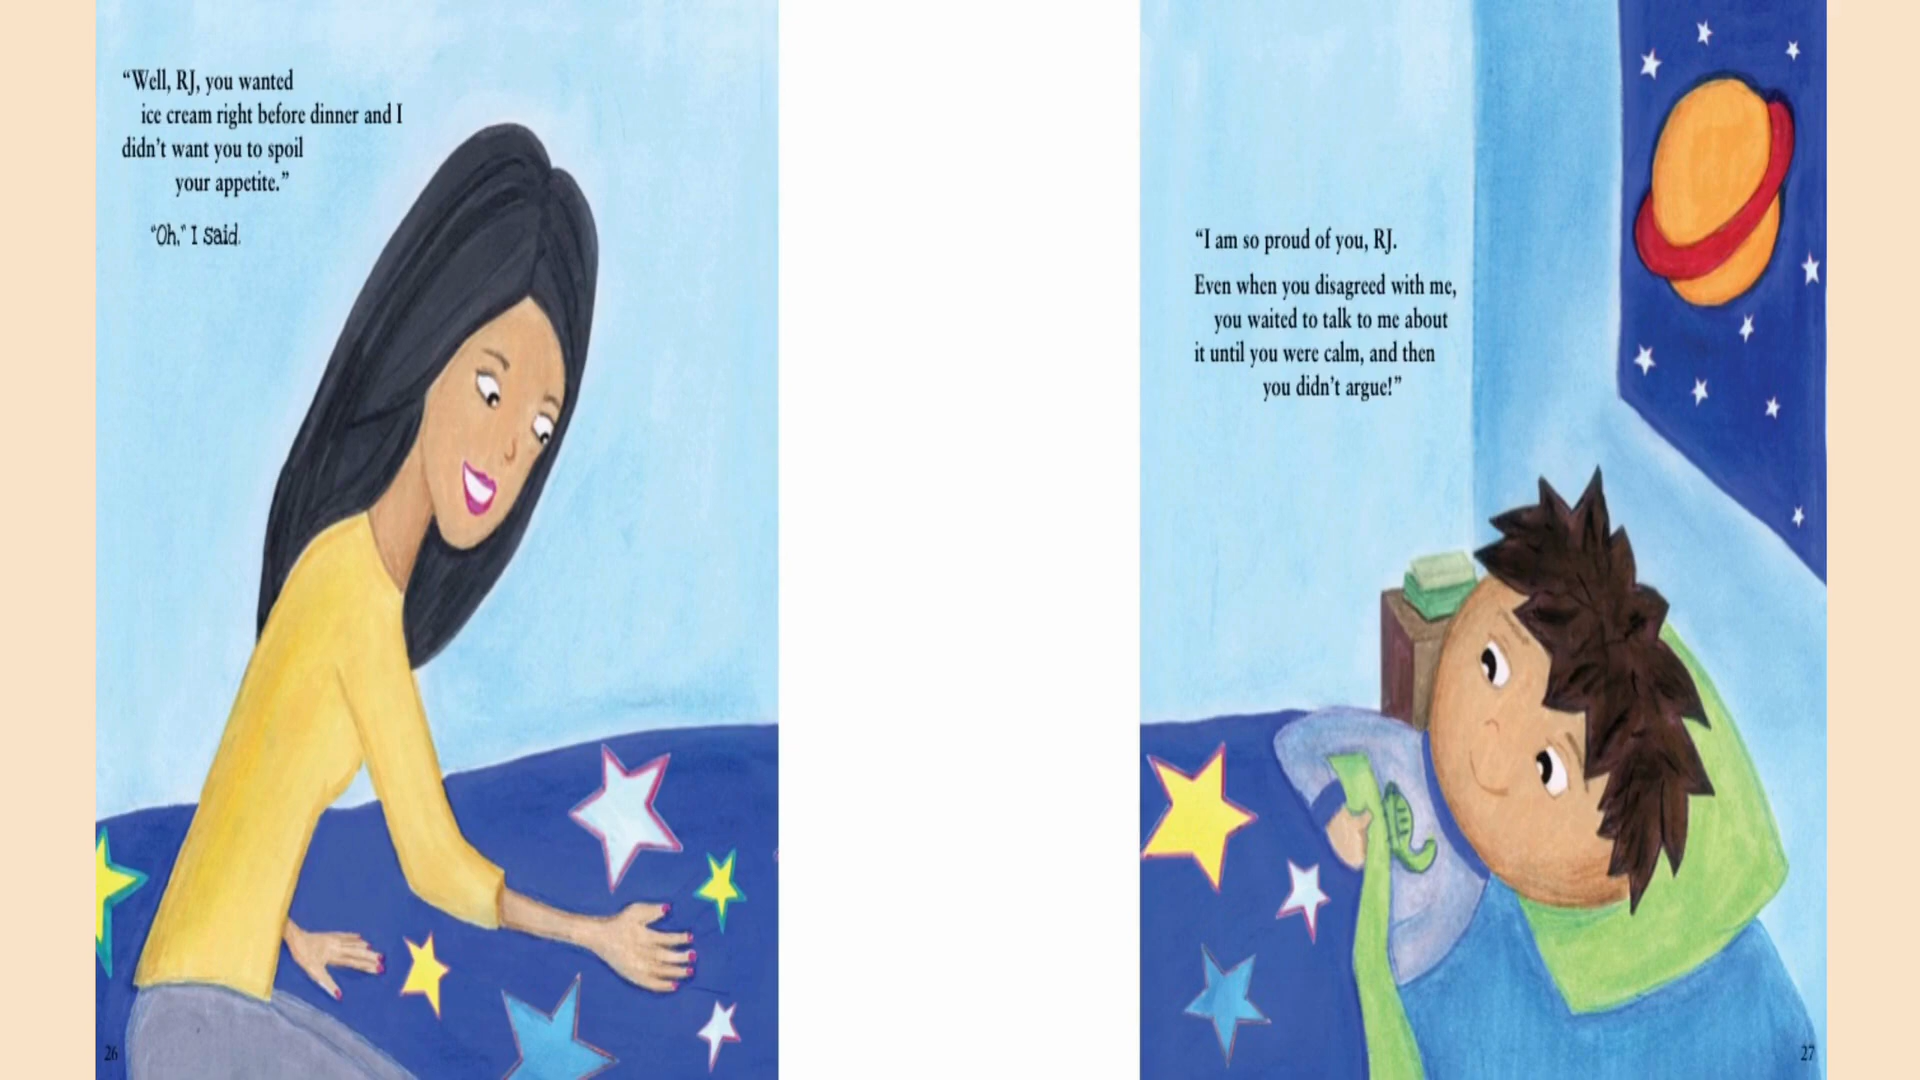 “Well, RJ, you wanted
ice cream right before dinner and I
didn’t want you to spoil
your appetite.”
“Oh,” I said.
26
“I am so proud of you, RJ.
Even when you disagreed with me,
you waited to talk to me about
it until you were calm, and then
you didn’t argue!”
27